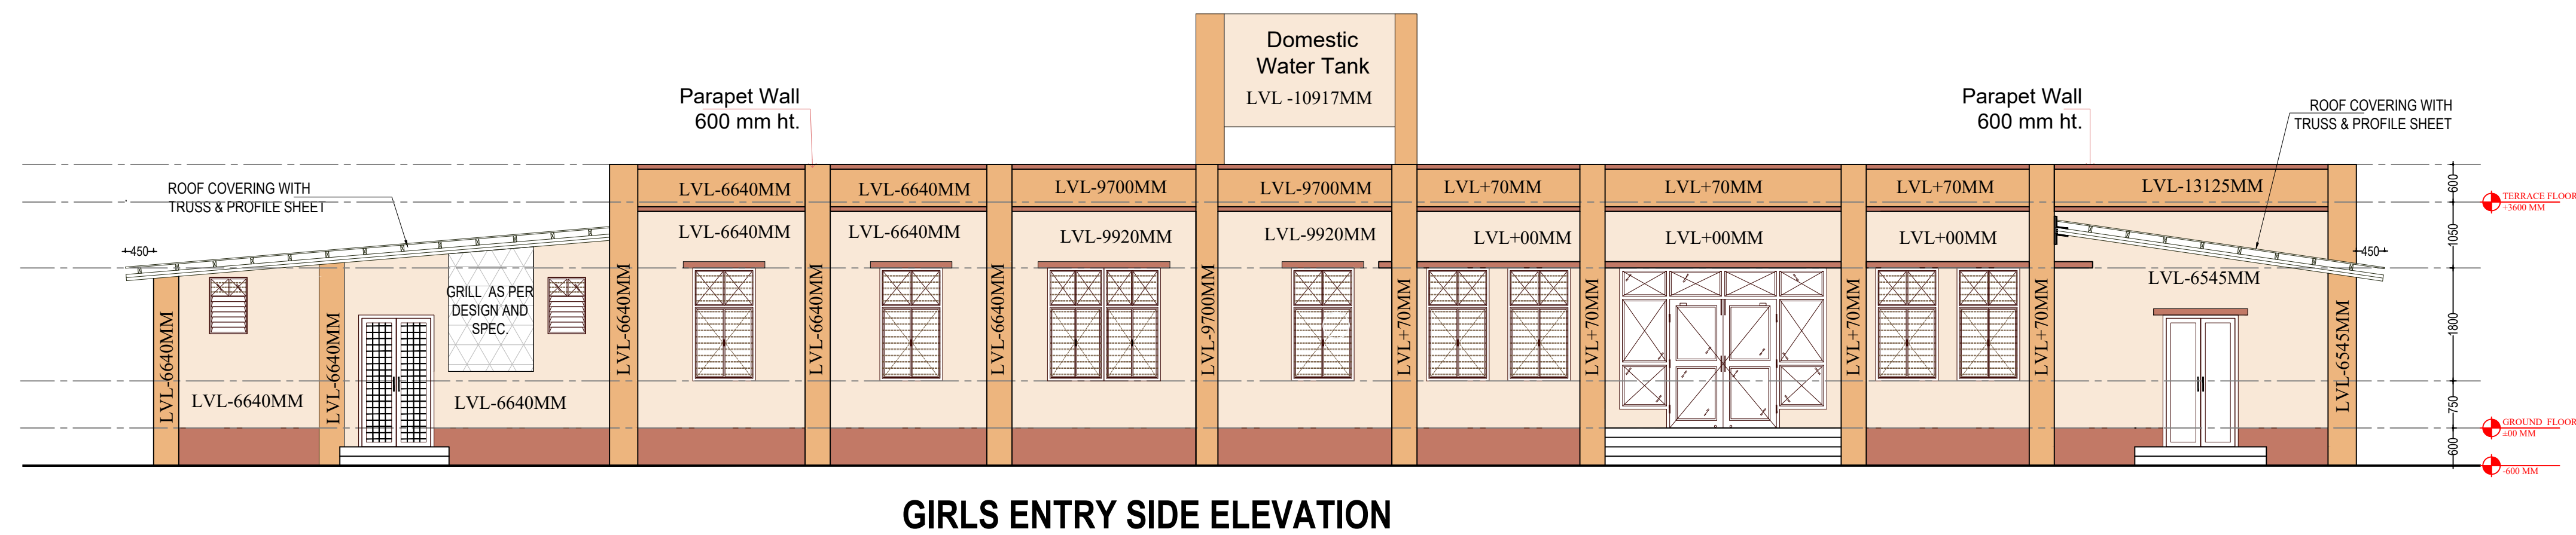 Domestic
Water Tank
LVL -10917MM
Parapet Wall
600 mm ht.
Parapet Wall
600 mm ht.
ROOF COVERING WITH
TRUSS & PROFILE SHEET
ROOF COVERING WITH
TRUSS & PROFILE SHEET
LVL-6640MM
LVL-6640MM
LVL-9700MM
LVL-9700MM
LVL+70MM
LVL+70MM
LVL+70MM
LVL-13125MM
600
TERRACE FLOOR
+3600 MM
LVL-6640MM
LVL-6640MM
LVL-9920MM
LVL-9920MM
LVL+00MM
LVL+00MM
LVL+00MM
1050
450
450
LVL-6545MM
GRILL AS PER
DESIGN AND
SPEC.
LVL-6640MM
LVL-6640MM
LVL-6640MM
LVL-6640MM
LVL-6640MM
LVL-9700MM
LVL+70MM
LVL+70MM
LVL+70MM
LVL+70MM
LVL-6545MM
1800
LVL-6640MM
LVL-6640MM
750
GROUND FLOOR
±00 MM
600
-600 MM
GIRLS ENTRY SIDE ELEVATION